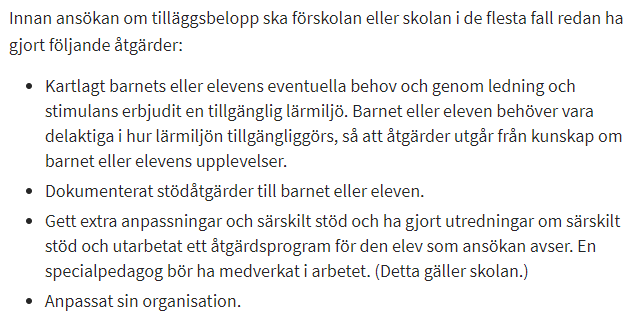 Innan ansökan om tilläggsbelopp ska förskolan eller skolan i de flesta fall redan ha
gjort följande åtgärder:
• Kartlagt barnets eller elevens eventuella behov och genom ledning och
stimulans erbjudit en tillgänglig lärmiljö. Barnet eller eleven behöver vara
delaktiga i hur lärmiljön tillgängliggörs, så att åtgärder utgår från kunskap om
barnet eller elevens upplevelser.
• Dokumenterat stödåtgärder till barnet eller eleven.
• Gett extra anpassningar och särskilt stöd och ha gjort utredningar om särskilt
stöd och utarbetat ett åtgärdsprogram för den elev som ansökan avser. En
specialpedagog bör ha medverkat i arbetet. (Detta gäller skolan.)
• Anpassat sin organisation.